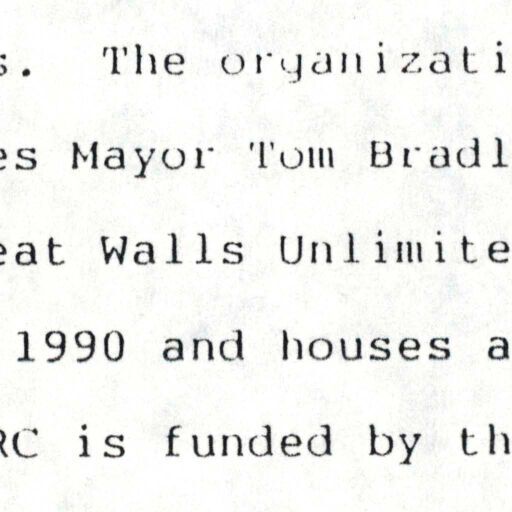 s. The organizati
es Mayor Tom Bradl
eat Walls Unlimite
1990 and houses a
RC is funded by th